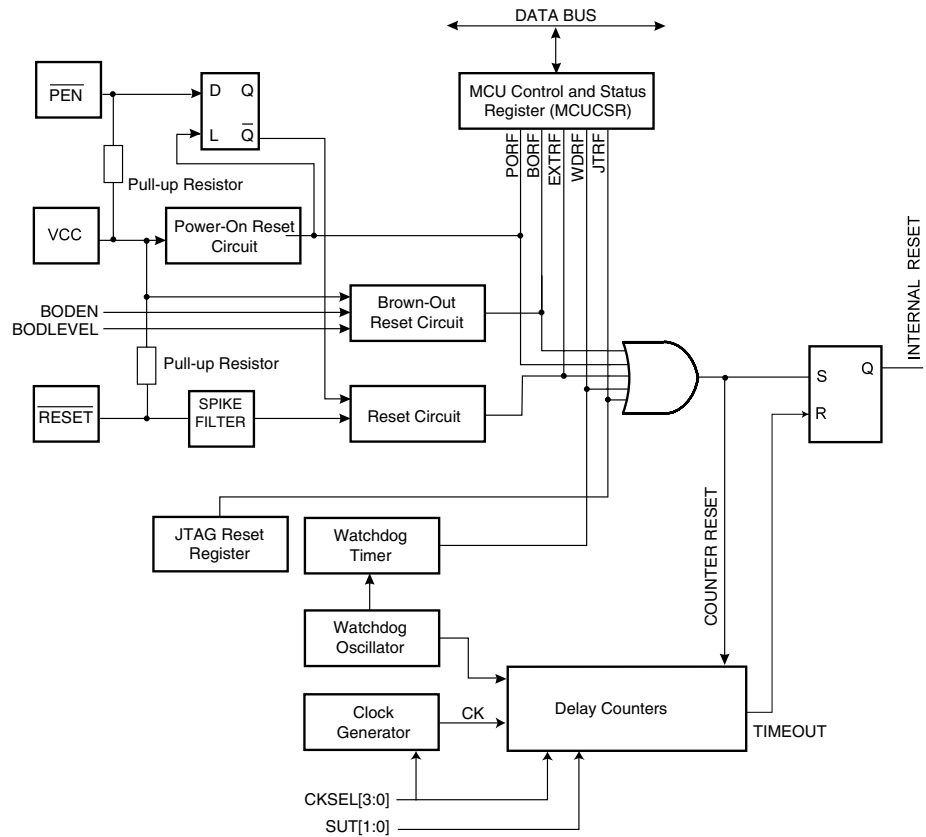 DATA BUS
PEN
D Q
L Q
MCU Control and Status
Register (MCUCSR)
PORF
BORF
EXTRF
WDRF
JTRF
Pull-up Resistor
VCC
Power-On Reset
Circuit
BODEN
BODLEVEL
Brown-Out
Reset Circuit
Pull-up Resistor
RESET
SPIKE
FILTER
Reset Circuit
INTERNAL RESET
S Q
R
JTAG Reset
Register
Watchdog
Timer
COUNTER RESET
Watchdog
Oscillator
Clock
Generator
CK
Delay Counters
TIMEOUT
CKSEL[3:0]
SUT[1:0]